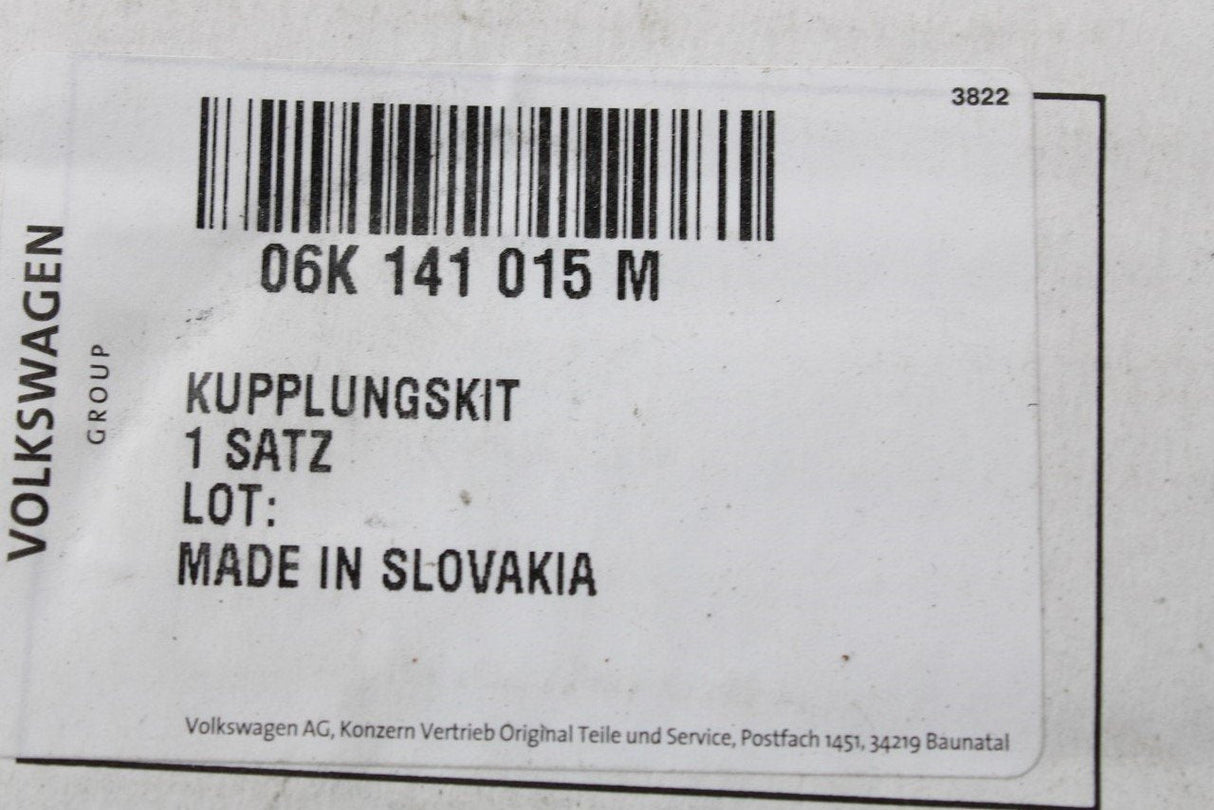 3822
06K 141 015 M
VOLKSWAGEN
GROUP
KUPPLUNGSKIT
1 SATZ
LOT:
MADE IN SLOVAKIA
Volkswagen AG, Konzern Vertrieb Original Teile und Service, Postfach 1451, 34219 Baunatal